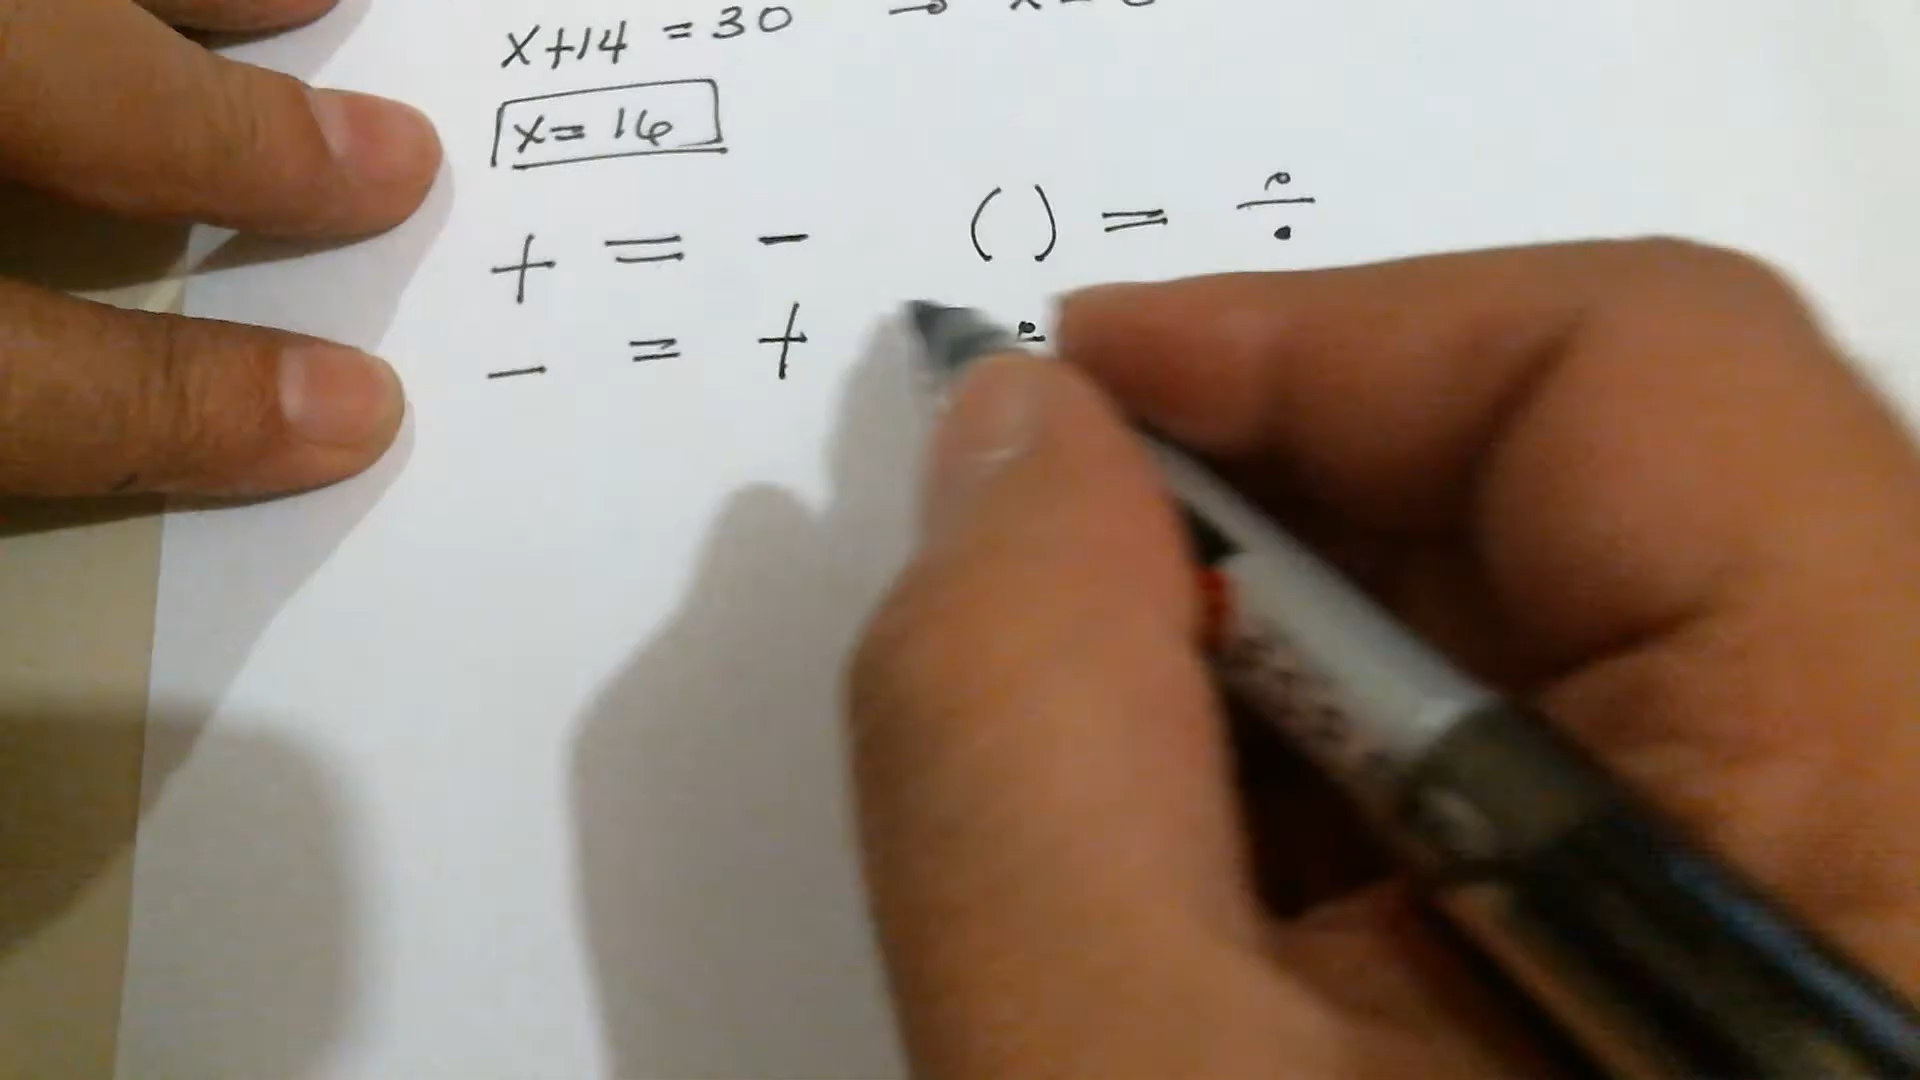 x+14 = 30 →
x = 16
+ = - ( ) = ÷
- = +